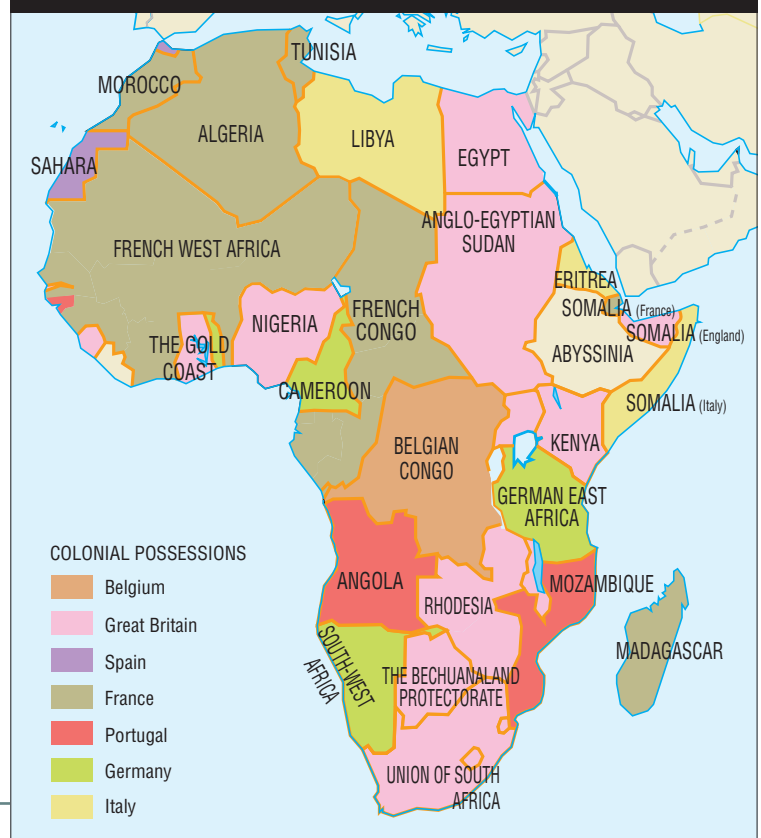 TUNISIA
MOROCCO
ALGERIA
LIBYA
EGYPT
SAHARA
ANGLO-EGYPTIAN
SUDAN
FRENCH WEST AFRICA
ERITREA
SOMALIA (France)
NIGERIA
FRENCH
CONGO
SOMALIA (England)
THE GOLD
COAST
ABYSSINIA
CAMEROON
SOMALIA (Italy)
BELGIAN
CONGO
KENYA
GERMAN EAST
AFRICA
ANGOLA
MOZAMBIQUE
RHODESIA
SOUTH-WEST
AFRICA
MADAGASCAR
THE BECHUANALAND
PROTECTORATE
UNION OF SOUTH
AFRICA
COLONIAL POSSESSIONS
Belgium
Great Britain
Spain
France
Portugal
Germany
Italy